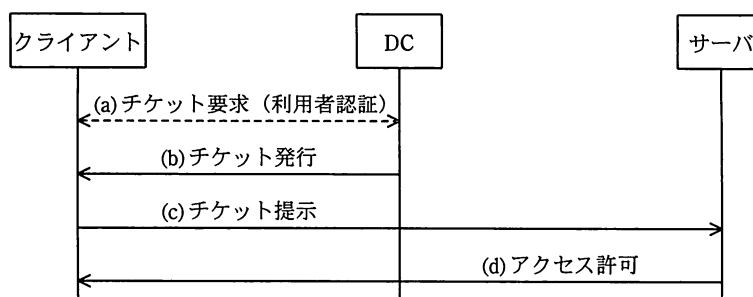 クライアント
DC
サーバ
(a)チケット要求（利用者認証）
(b)チケット発行
(c)チケット提示
(d)アクセス許可